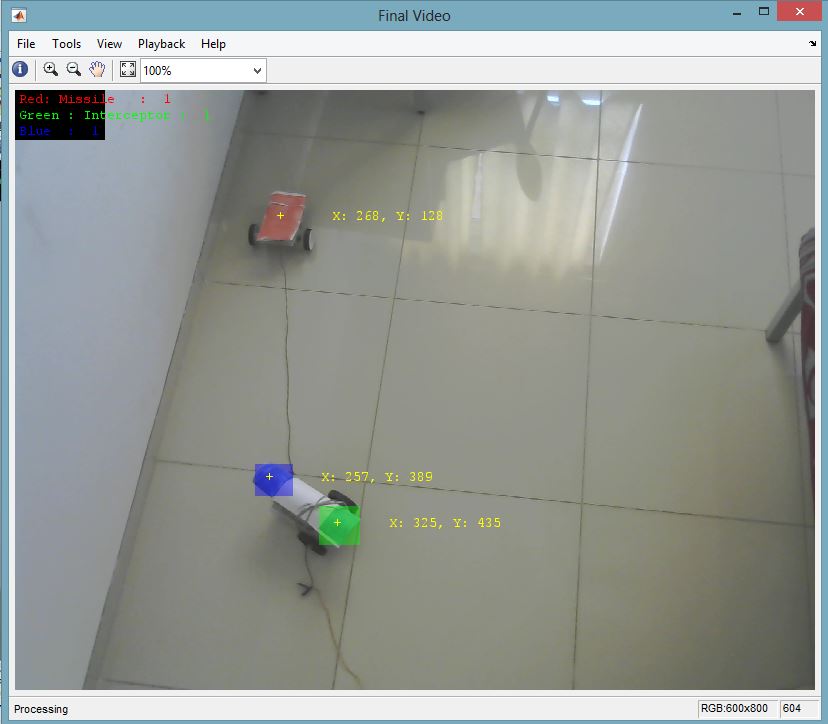 Final Video
File Tools View Playback Help
100%
Red: Missile : 1
Green : Interceptor : 1
Blue : 1
X: 268, Y: 128
X: 257, Y: 389
X: 325, Y: 435
Processing
RGB:600x800 604